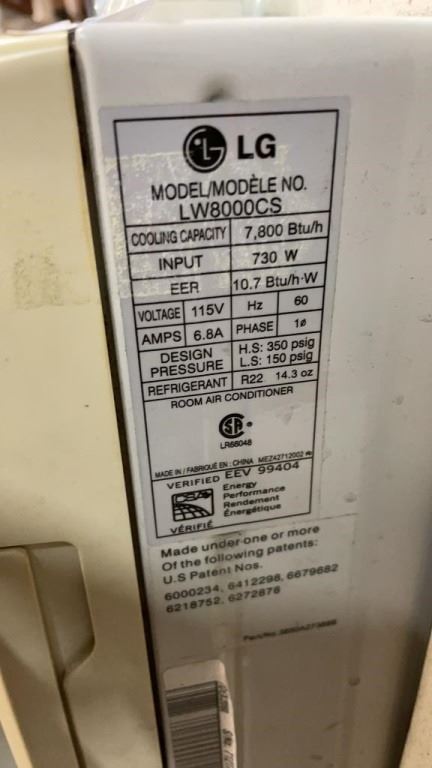 LG
MODEL/MODÈLE NO.
LW8000CS
COOLING CAPACITY 7,800 Btu/h
INPUT 730 W
EER 10.7 Btu/h·W
VOLTAGE 115V Hz 60
AMPS 6.8A PHASE 1ø
DESIGN PRESSURE H.S: 350 psig
L.S: 150 psig
REFRIGERANT R22 14.3 oz
ROOM AIR CONDITIONER
LR66048
MADE IN / FABRIQUÉ EN : CHINA MEZ42712002
VERIFIED EEV 99404
Energy
Performance
Rendement
Énergétique
VÉRIFIÉ
Made under one or more
Of the following patents:
U.S Patent Nos.
6000234, 6412298, 6679682
6218752, 6272878